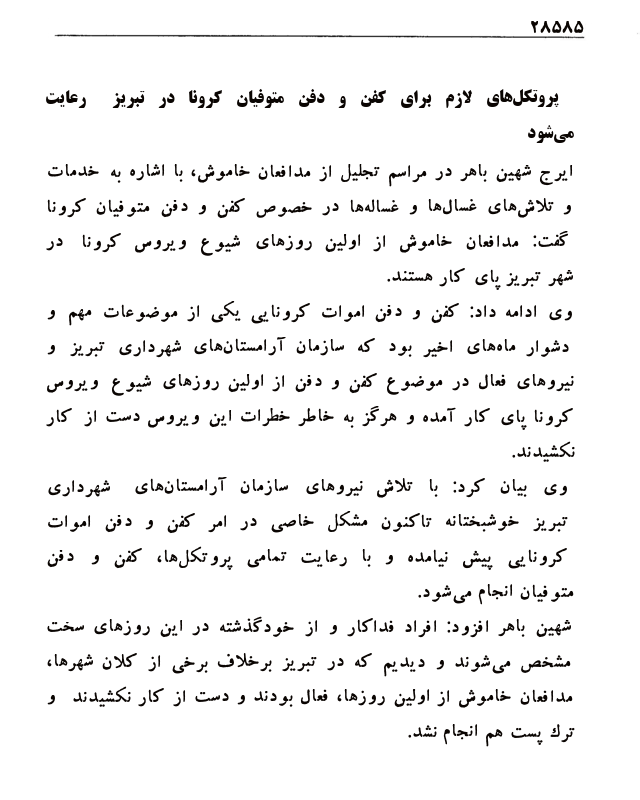 ۲۸۵۸۵
پروتکل‌های لازم برای کفن و دفن متوفیان کرونا در تبریز رعایت
می‌شود
ایرج شهین باهر در مراسم تجلیل از مدافعان خاموش، با اشاره به خدمات
و تلاش‌های غسال‌ها و غساله‌ها در خصوص کفن و دفن متوفیان کرونا
گفت: مدافعان خاموش از اولین روزهای شیوع ویروس کرونا در
شهر تبریز پای کار هستند.
وی ادامه داد: کفن و دفن اموات کرونایی یکی از موضوعات مهم و
دشوار ماه‌های اخیر بود که سازمان آرامستان‌های شهرداری تبریز و
نیروهای فعال در موضوع کفن و دفن از اولین روزهای شیوع ویروس
کرونا پای کار آمده و هرگز به خاطر خطرات این ویروس دست از کار
نکشیدند.
وی بیان کرد: با تلاش نیروهای سازمان آرامستان‌های شهرداری
تبریز خوشبختانه تاکنون مشکل خاصی در امر کفن و دفن اموات
کرونایی پیش نیامده و با رعایت تمامی پروتکل‌ها، کفن و دفن
متوفیان انجام می‌شود.
شهین باهر افزود: افراد فداکار و از خودگذشته در این روزهای سخت
مشخص می‌شوند و دیدیم که در تبریز برخلاف برخی از کلان شهرها،
مدافعان خاموش از اولین روزها، فعال بودند و دست از کار نکشیدند و
ترك پست هم انجام نشد.